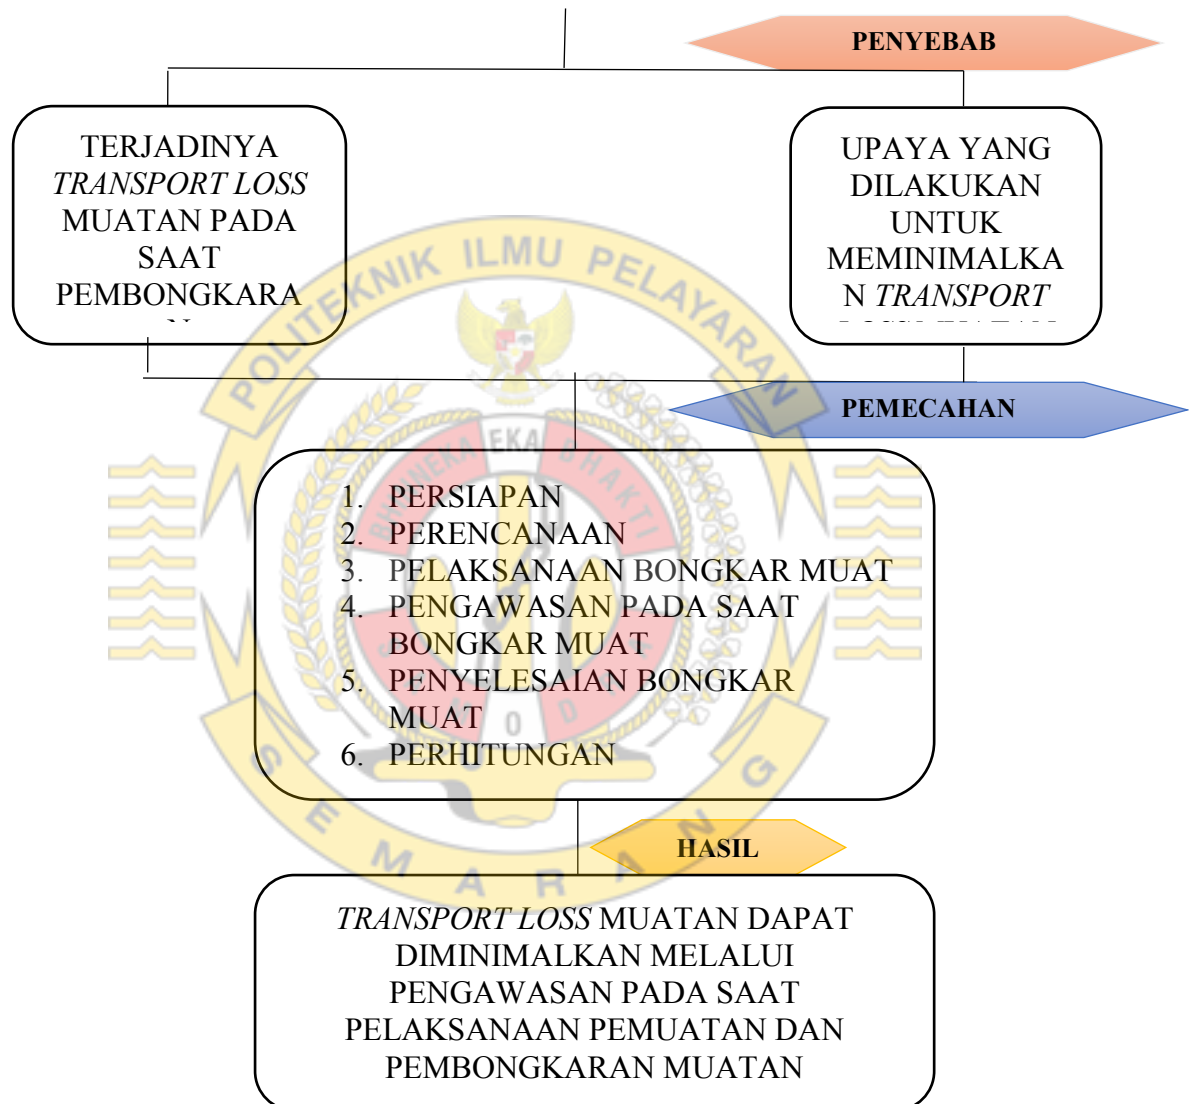 PENYEBAB
TERJADINYA
TRANSPORT LOSS
MUATAN PADA
SAAT
PEMBONGKARA
UPAYA YANG
DILAKUKAN
UNTUK
MEMINIMALKA
N TRANSPORT
POLITEKNIK ILMU PELAYARAN
PEMECAHAN
BHINNEKA EKA BHAKTI
1. PERSIAPAN
2. PERENCANAAN
3. PELAKSANAAN BONGKAR MUAT
4. PENGAWASAN PADA SAAT
BONGKAR MUAT
5. PENYELESAIAN BONGKAR
MUAT
6. PERHITUNGAN
SEMARANG
HASIL
TRANSPORT LOSS MUATAN DAPAT
DIMINIMALKAN MELALUI
PENGAWASAN PADA SAAT
PELAKSANAAN PEMUATAN DAN
PEMBONGKARAN MUATAN